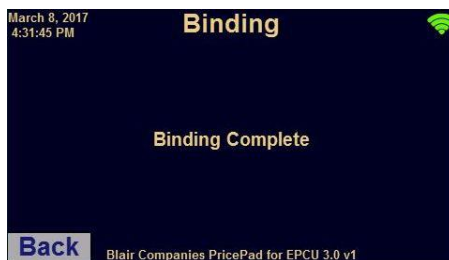 March 8, 2017
4:31:45 PM
Binding
Binding Complete
Back
Blair Companies PricePad for EPCU 3.0 v1